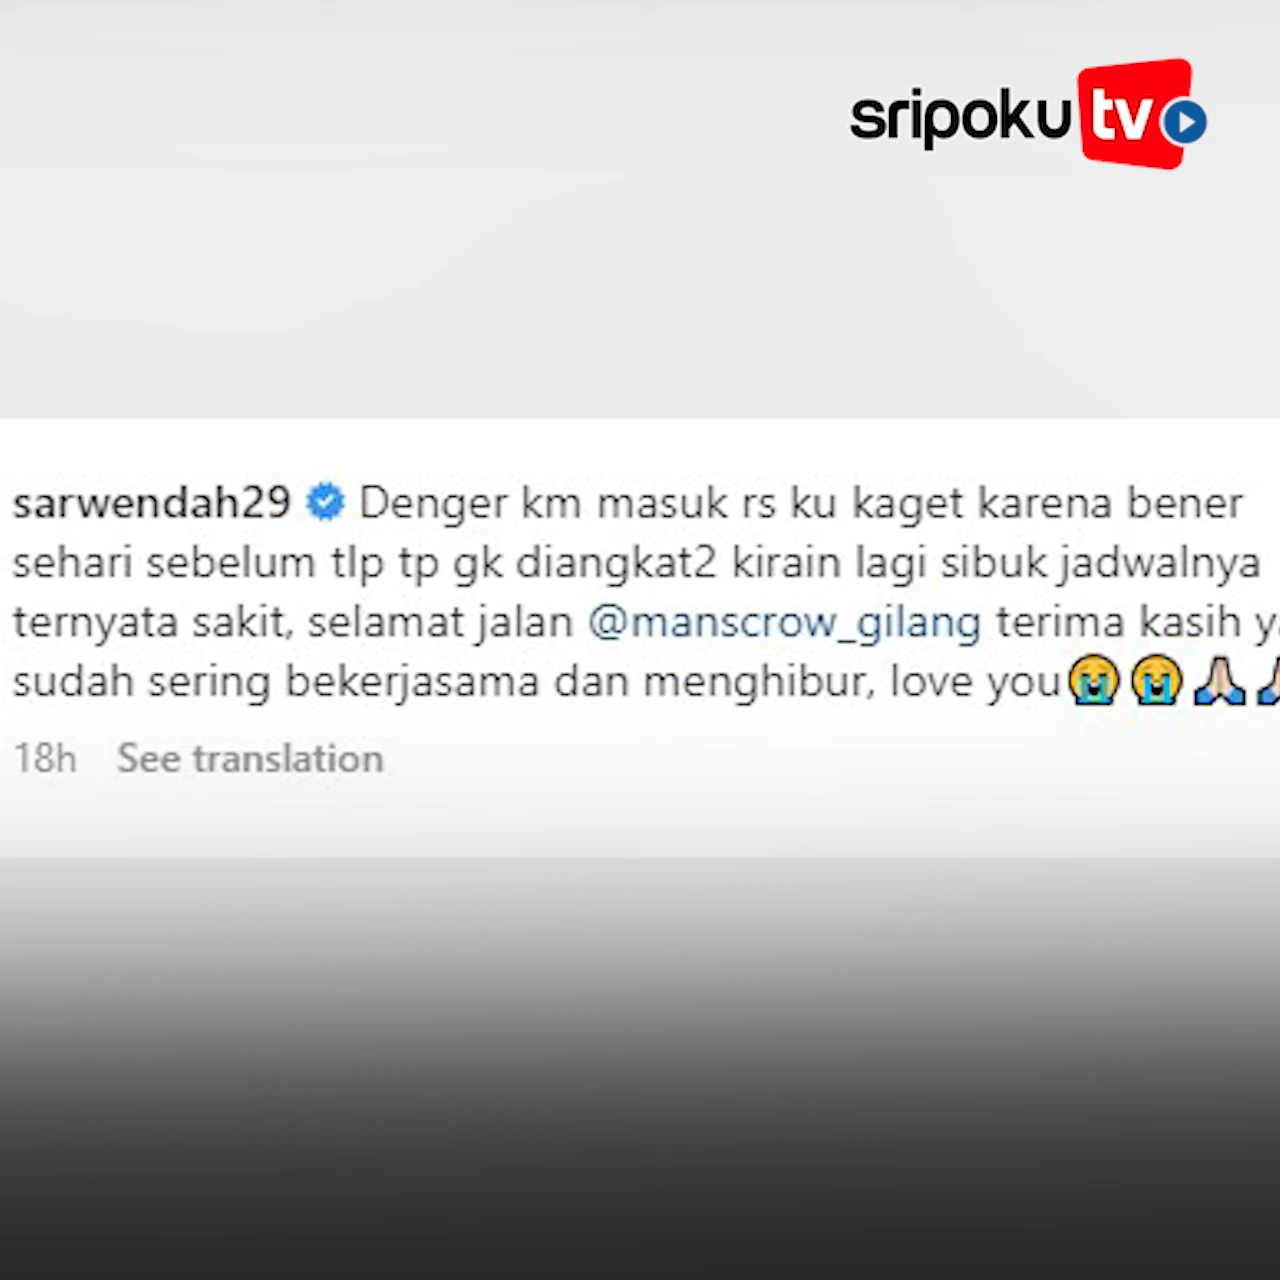 sripoku tv
sarwendah29 Denger km masuk rs ku kaget karena bener
sehari sebelum tlp tp gk diangkat2 kirain lagi sibuk jadwalnya
ternyata sakit, selamat jalan @manscrow_gilang terima kasih
sudah sering bekerjasama dan menghibur, love you😭😭🙏🏻
18h See translation